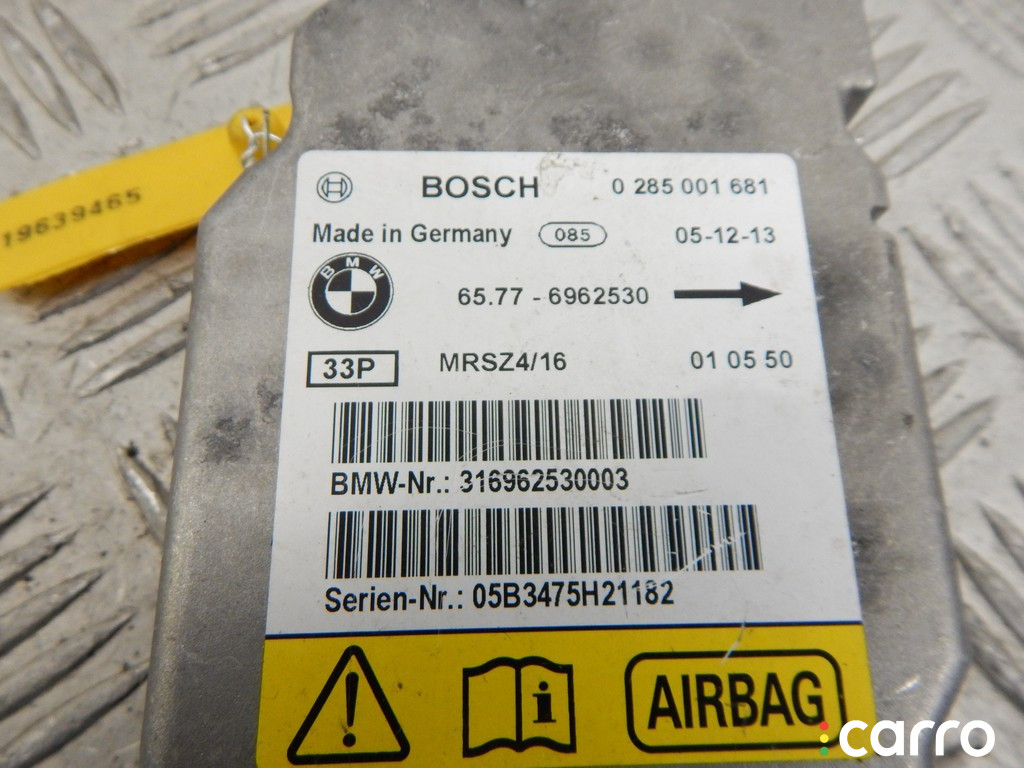 BOSCH 0 285 001 681
Made in Germany 085 05-12-13
BMW
65.77 - 6962530
33P MRSZ4/16 01 05 50
BMW-Nr.: 316962530003
Serien-Nr.: 05B3475H21182
AIRBAG
19639465
carro